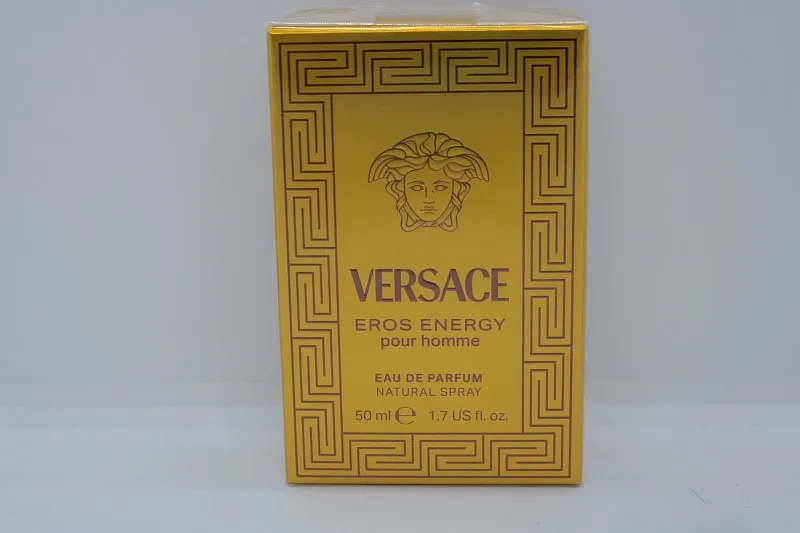 VERSACE
EROS ENERGY
pour homme
EAU DE PARFUM
NATURAL SPRAY
50 ml ℮ 1.7 US fl. oz.